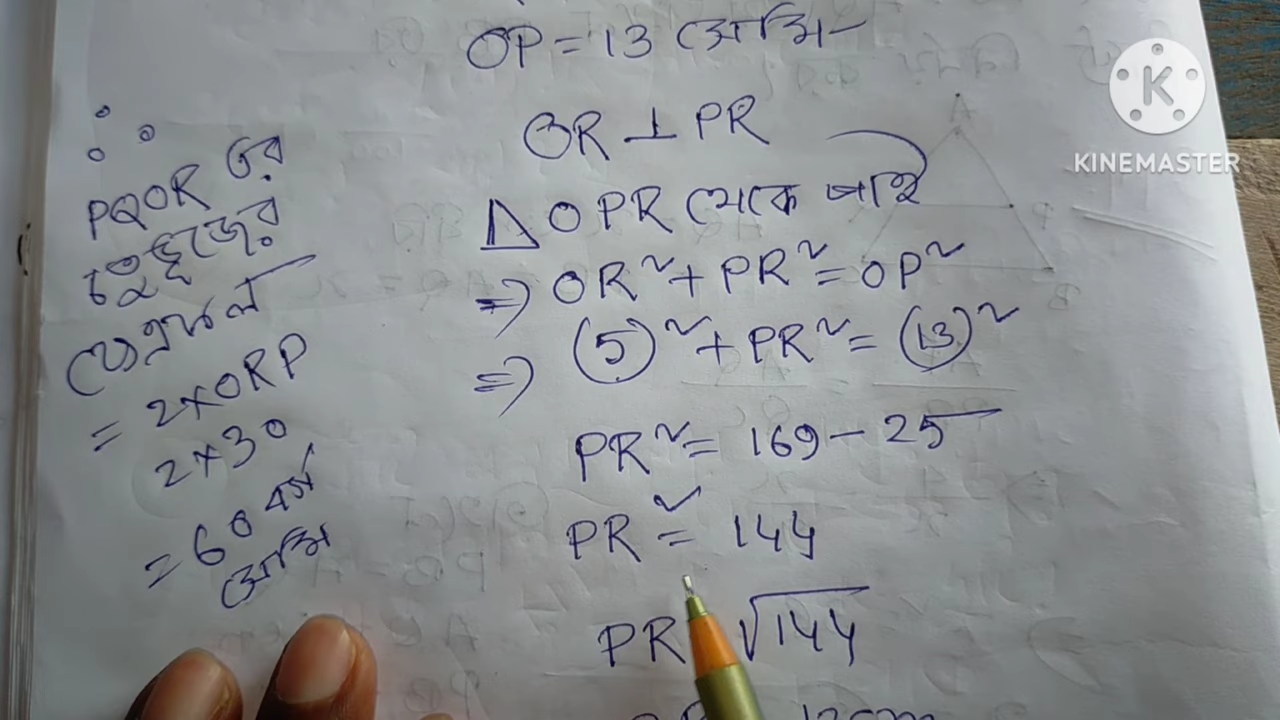 OP = 13 সেমি
OR ⊥ PR
△ OPR থেকে পাই
⇒ OR² + PR² = OP²
⇒ (5)² + PR² = (13)²
PR² = 169 – 25
PR² = 144
PR √144
12cm
∴
PQOR এর
চতুর্ভুজের
ক্ষেত্রফল
= 2×ORP
2×30
= 60 বর্গ
সেমি
K
KINEMASTER
A
B